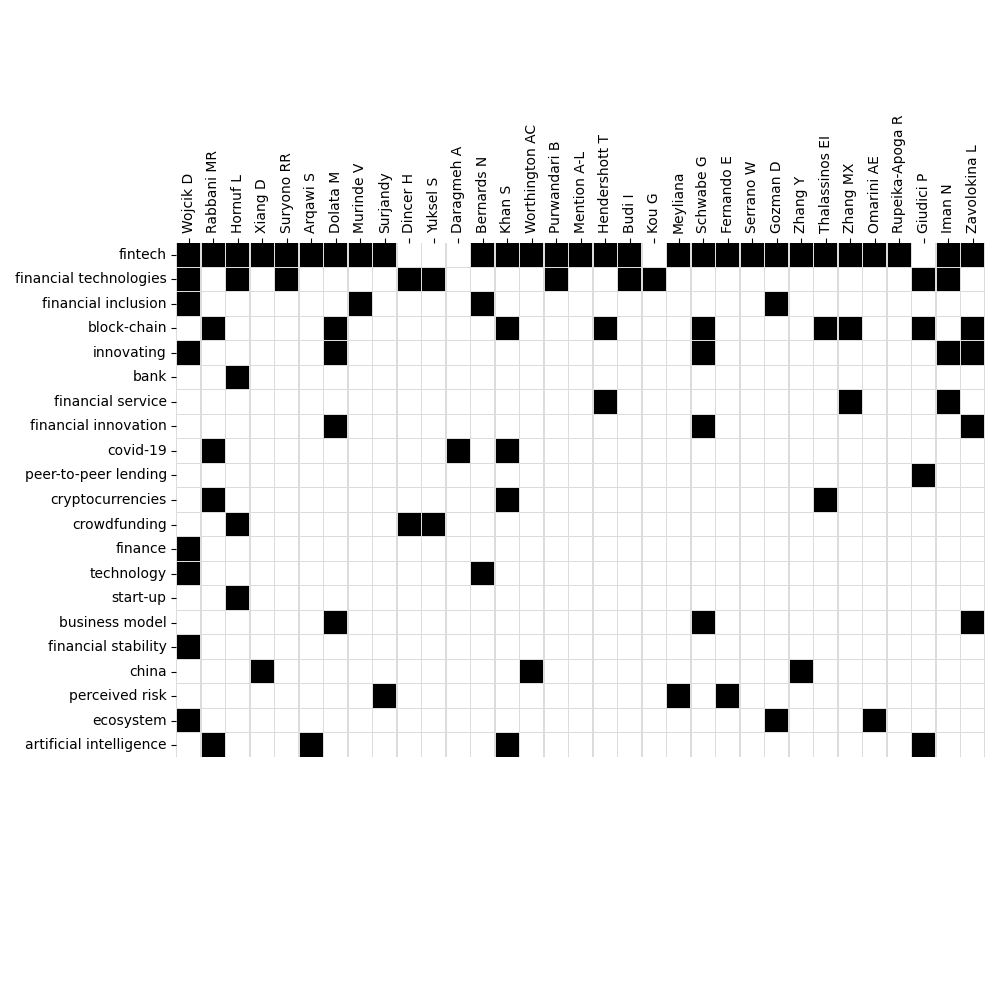 Wojcik D
Rabbani MR
Hornuf L
Xiang D
Suryono RR
Arqawi S
Dolata M
Murinde V
Surjandy
Dincer H
Yuksel S
Daragmeh A
Bernards N
Khan S
Worthington AC
Purwandari B
Mention A-L
Hendershott T
Budi I
Kou G
Meyliana
Schwabe G
Fernando E
Serrano W
Gozman D
Zhang Y
Thalassinos EI
Zhang MX
Omarini AE
Rupeika-Apoga R
Giudici P
Iman N
Zavolokina L
fintech
financial technologies
financial inclusion
block-chain
innovating
bank
financial service
financial innovation
covid-19
peer-to-peer lending
cryptocurrencies
crowdfunding
finance
technology
start-up
business model
financial stability
china
perceived risk
ecosystem
artificial intelligence